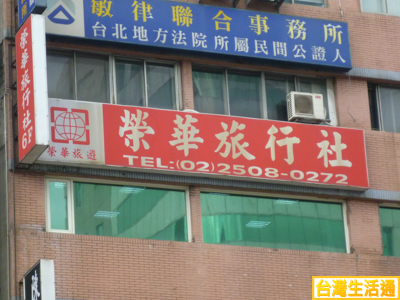 敏律聯合事務所
台北地方法院所屬民間公證人
榮華旅行社
6F
榮華旅行社
TEL:(02)2508-0272
榮華旅遊
台灣生活通